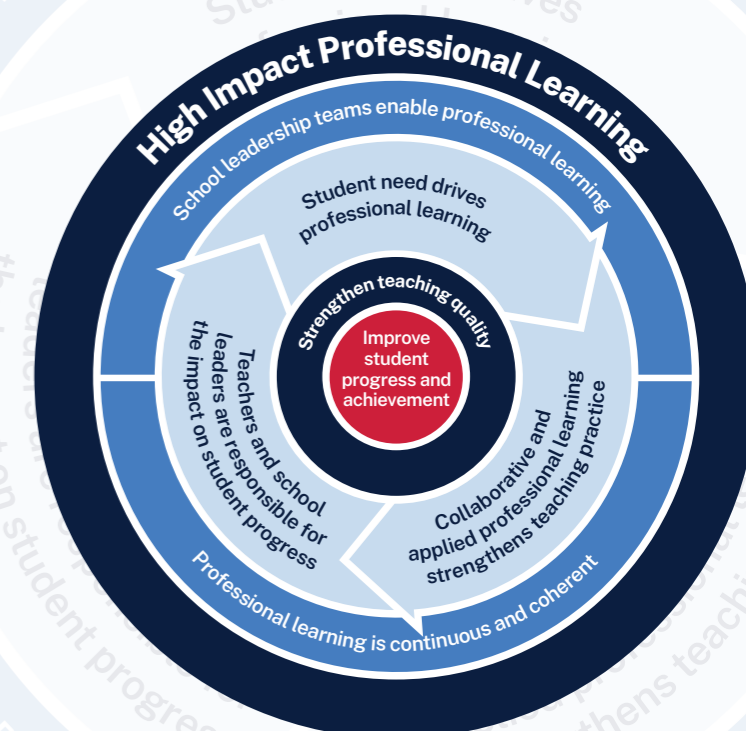 High Impact Professional Learning
School leadership teams enable professional learning
Student need drives
professional learning
Strengthen teaching quality
Improve
student
progress and
achievement
Collaborative and
applied professional learning
strengthens teaching practice
Teachers and school
leaders are responsible for
the impact on student progress
Professional learning is continuous and coherent